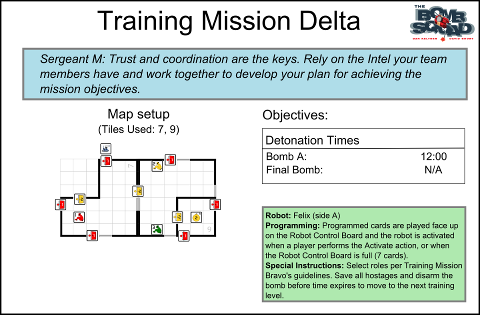 Training Mission Delta
THE
BOMB
SQUAD
Sergeant M: Trust and coordination are the keys. Rely on the Intel your team
members have and work together to develop your plan for achieving the
mission objectives.
Map setup
(Tiles Used: 7, 9)
Objectives:
Detonation Times
Bomb A: 12:00
Final Bomb: N/A
Robot: Felix (side A)
Programming: Programmed cards are played face up
on the Robot Control Board and the robot is activated
when a player performs the Activate action, or when
the Robot Control Board is full (7 cards).
Special Instructions: Select roles per Training Mission
Bravo's guidelines. Save all hostages and disarm the
bomb before time expires to move to the next training
level.